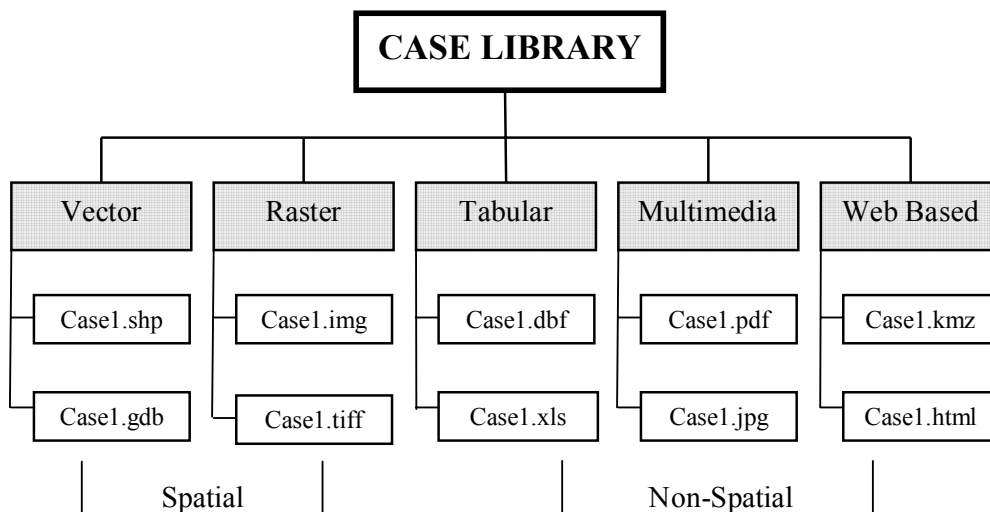 CASE LIBRARY
Vector Raster Tabular Multimedia Web Based
Case1.shp Case1.img Case1.dbf Case1.pdf Case1.kmz
Case1.gdb Case1.tiff Case1.xls Case1.jpg Case1.html
Spatial Non-Spatial